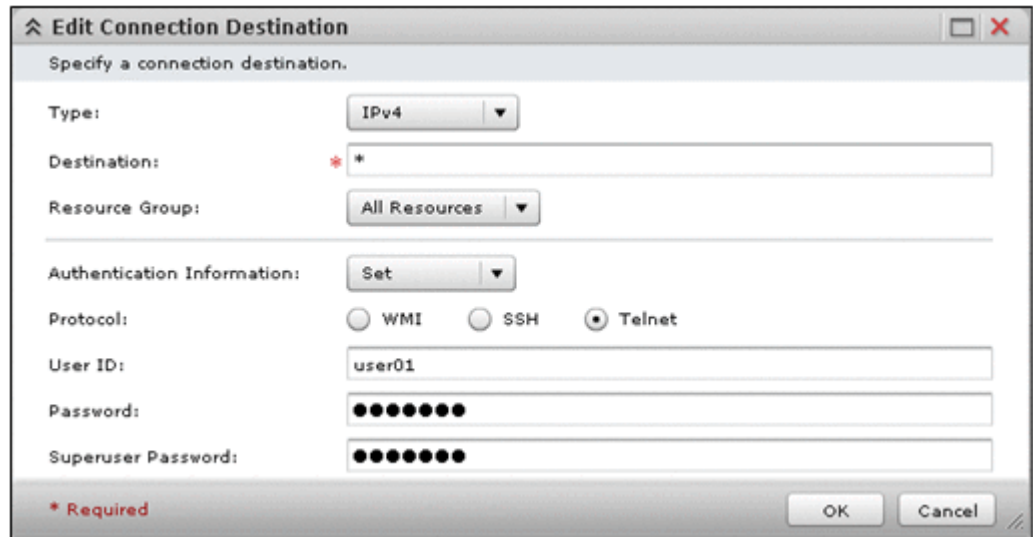 Edit Connection Destination
Specify a connection destination.
Type: IPv4
Destination: * *
Resource Group: All Resources
Authentication Information: Set
Protocol: WMI SSH Telnet
User ID: user01
Password: ●●●●●●●
Superuser Password: ●●●●●●●
* Required OK Cancel